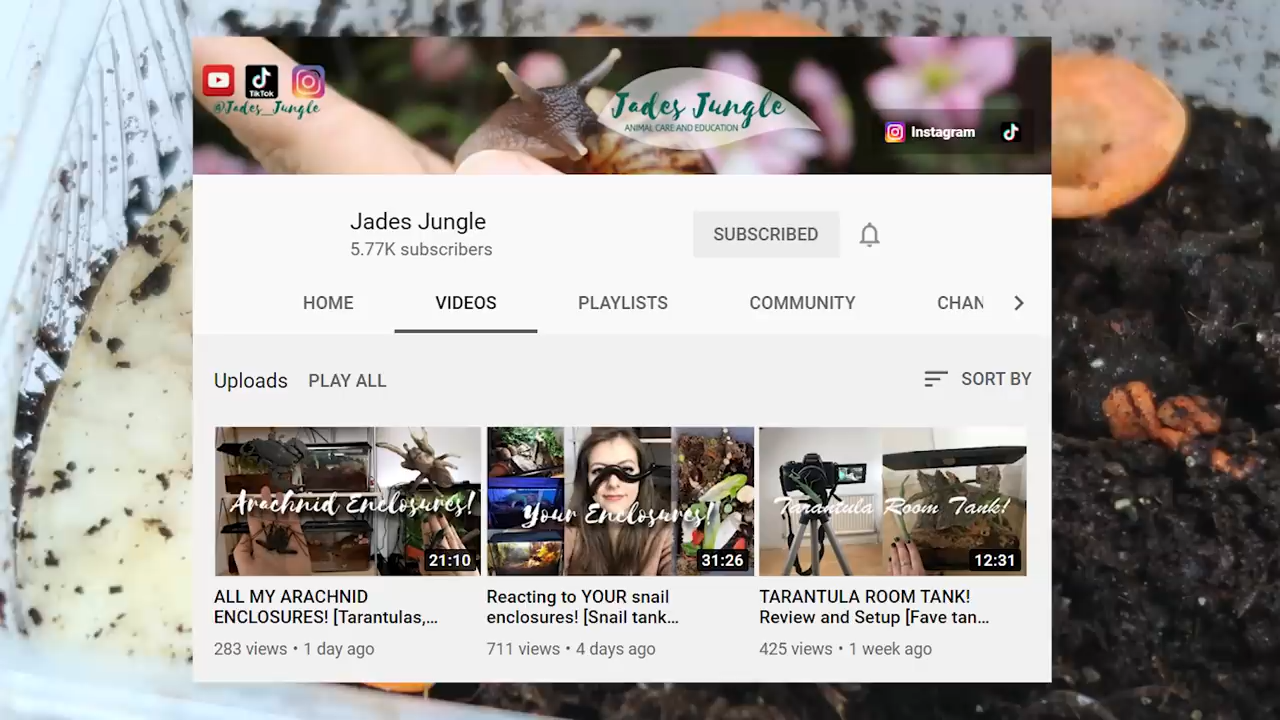 TikTok
@Jades_Jungle
Jades Jungle
ANIMAL CARE AND EDUCATION
Instagram
Jades Jungle
5.77K subscribers
SUBSCRIBED
HOME
VIDEOS
PLAYLISTS
COMMUNITY
CHAN
Uploads
PLAY ALL
SORT BY
Arachnid Enclosures!
21:10
ALL MY ARACHNID
ENCLOSURES! [Tarantulas,...
283 views • 1 day ago
Your Enclosures!
31:26
Reacting to YOUR snail
enclosures! [Snail tank...
711 views • 4 days ago
Tarantula Room Tank!
12:31
TARANTULA ROOM TANK!
Review and Setup [Fave tan...
425 views • 1 week ago